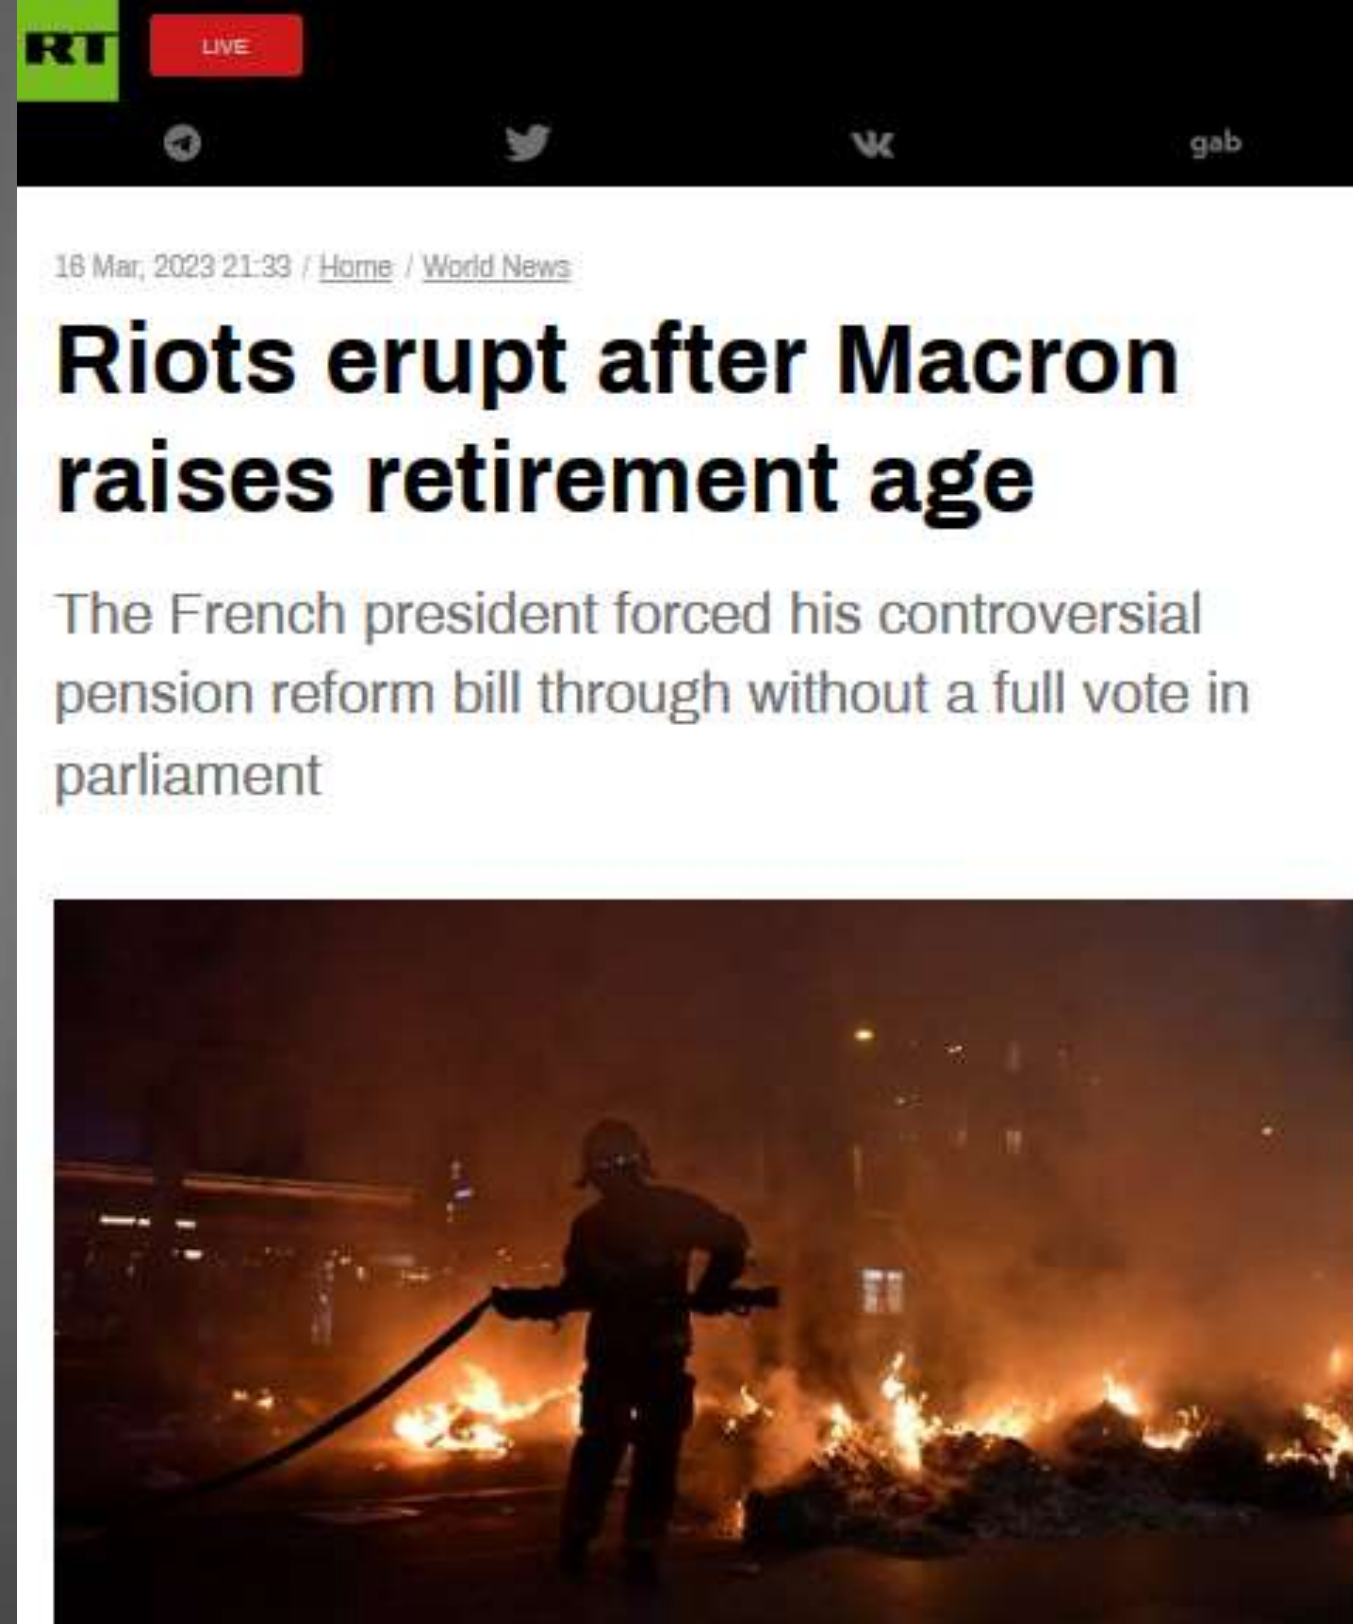 RT
LIVE
gab
16 Mar, 2023 21:33 / Home / World News
Riots erupt after Macron
raises retirement age
The French president forced his controversial
pension reform bill through without a full vote in
parliament